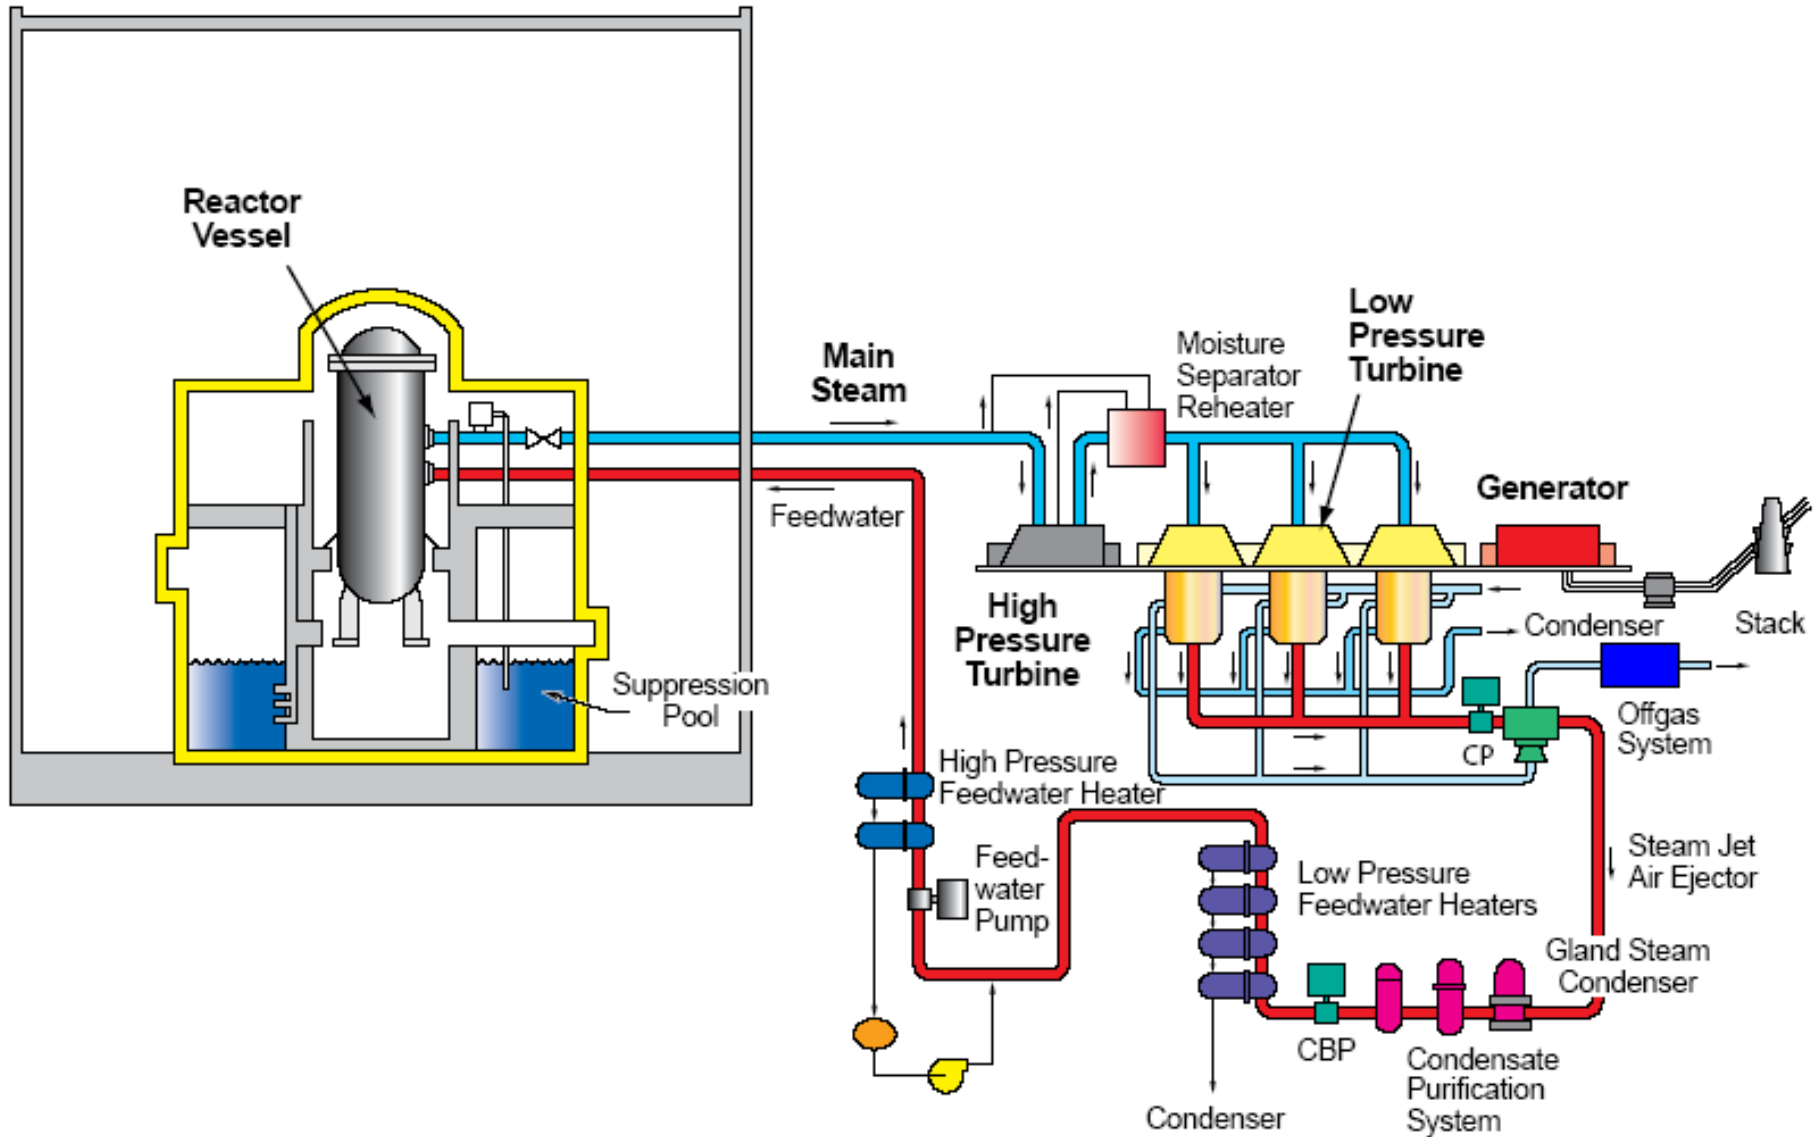 Reactor
Vessel
Main
Steam
Low
Pressure
Turbine
Moisture
Separator
Reheater
Feedwater
Generator
High
Pressure
Turbine
Condenser
Stack
Suppression
Pool
CP
Offgas
System
High Pressure
Feedwater Heater
Feed-
water
Pump
Low Pressure
Feedwater Heaters
Steam Jet
Air Ejector
Gland Steam
Condenser
CBP
Condensate
Purification
System
Condenser